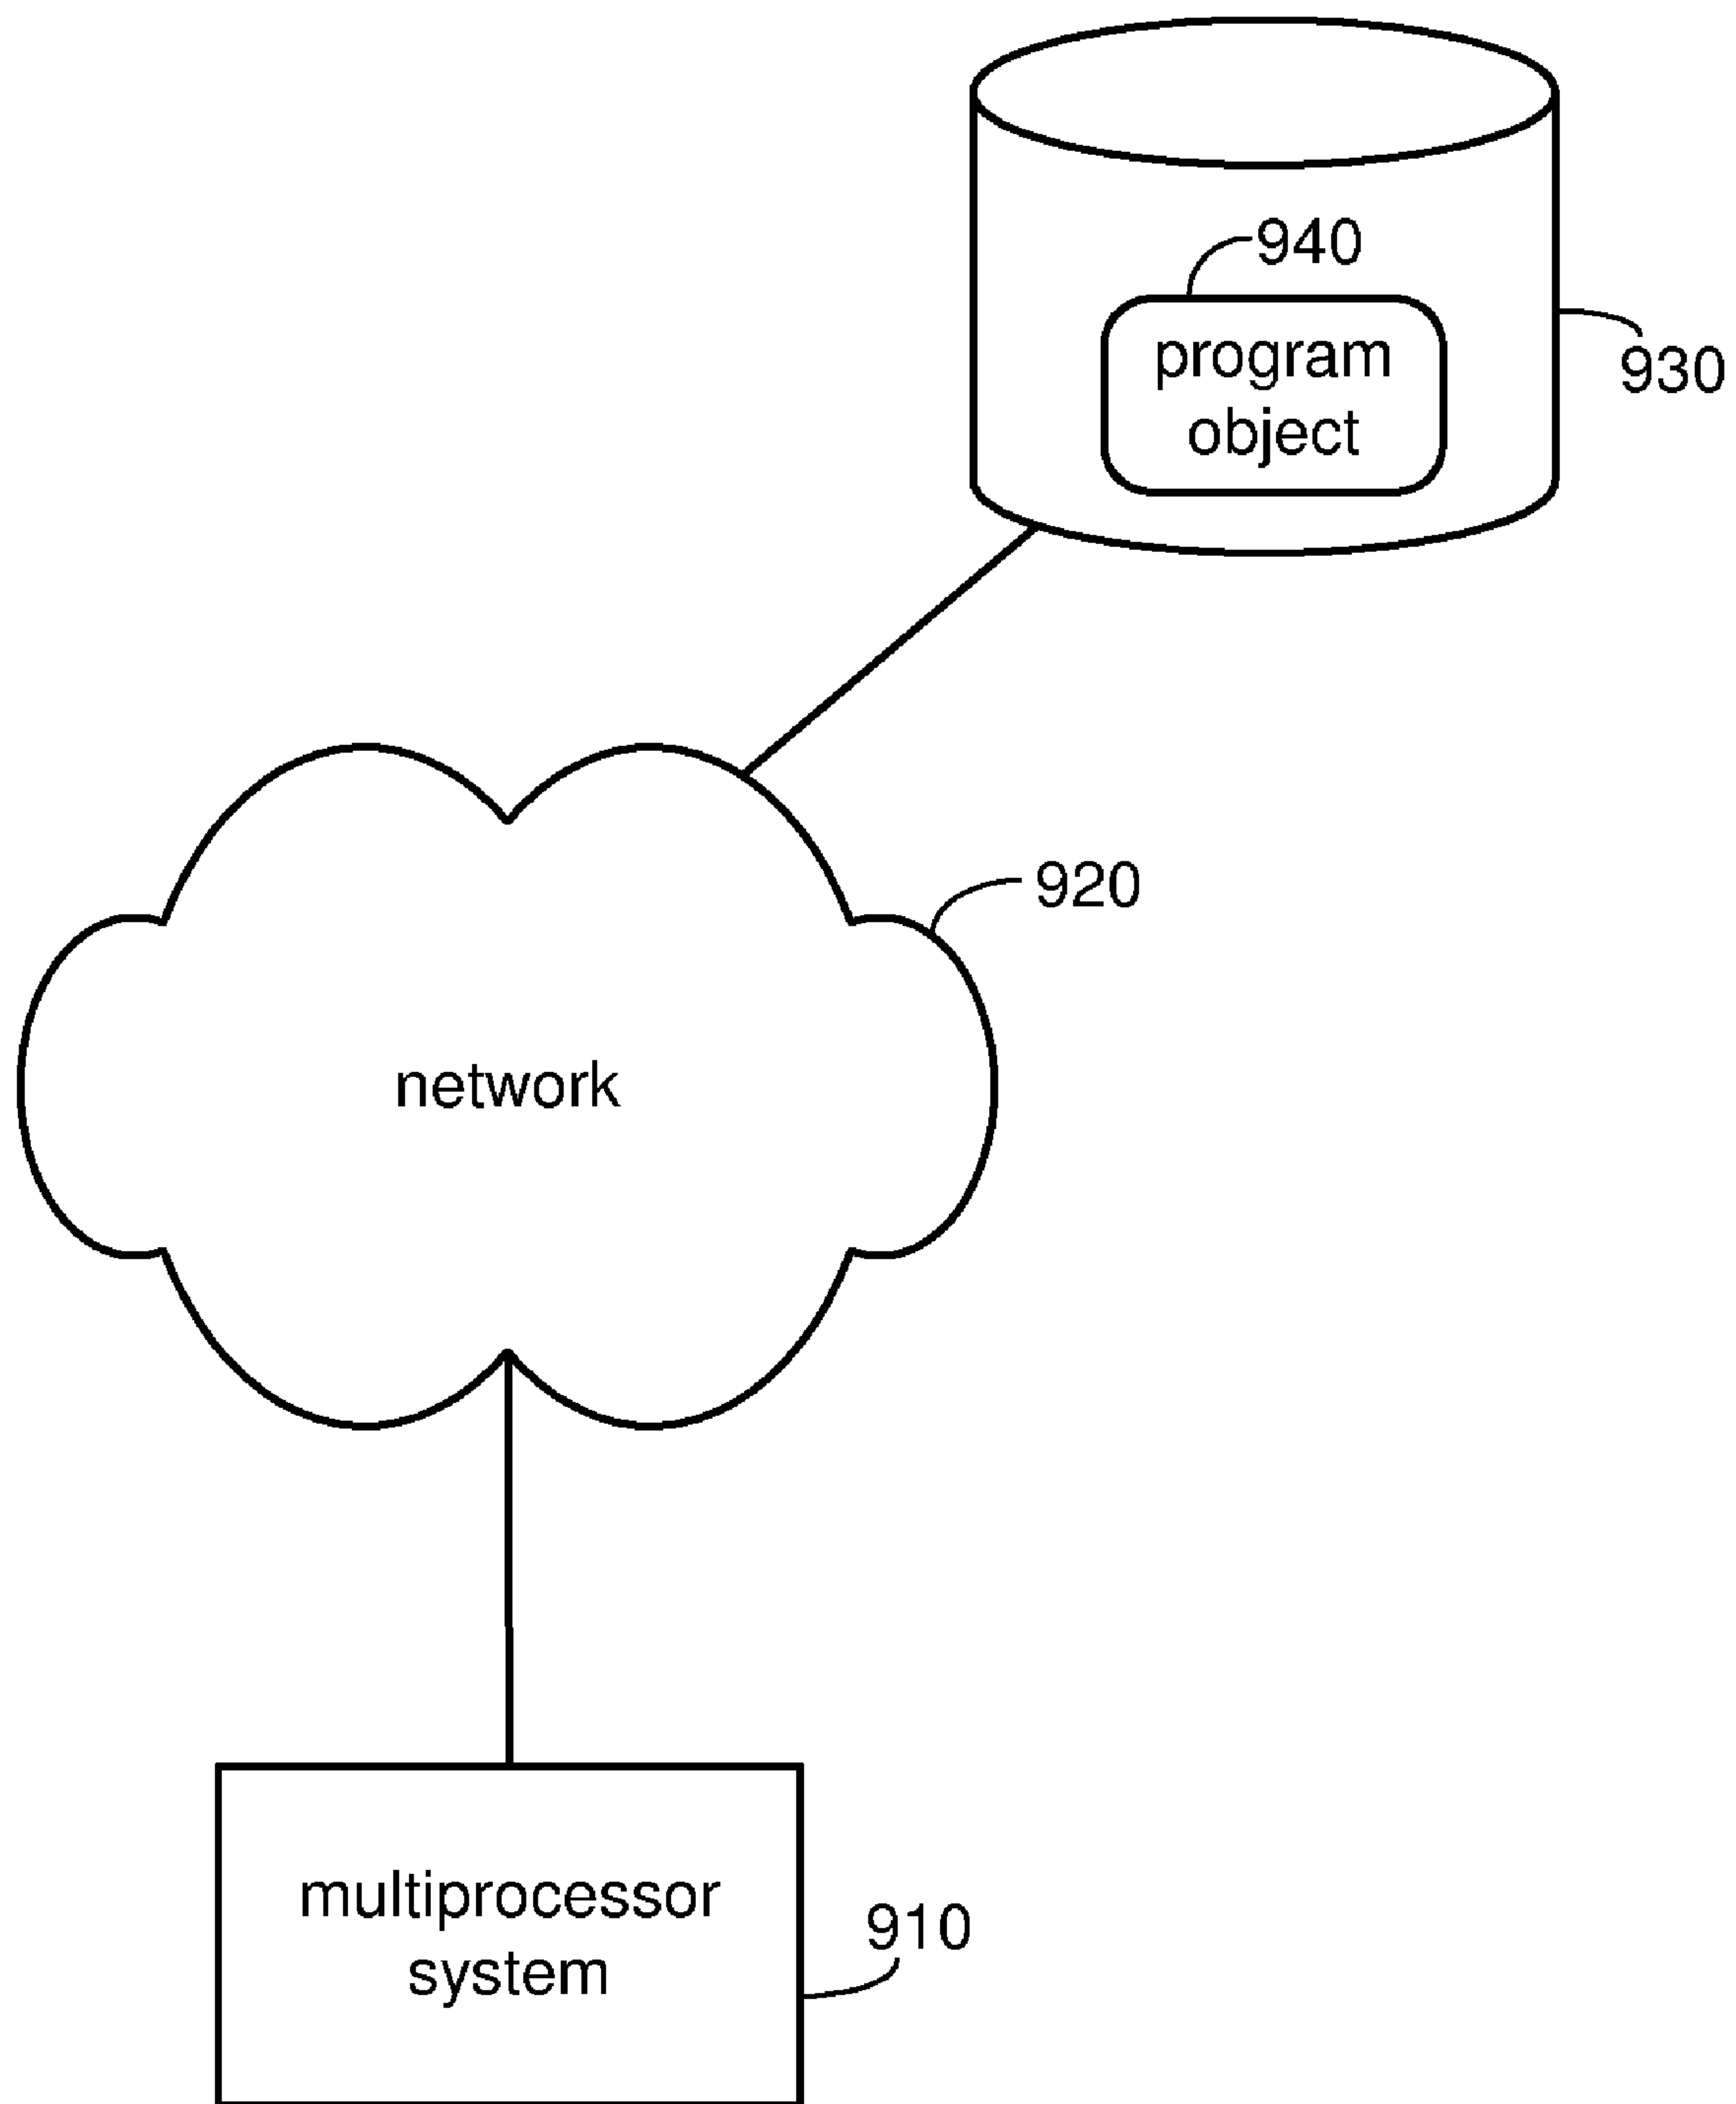 940
program
object
930
920
network
multiprocessor
system
910